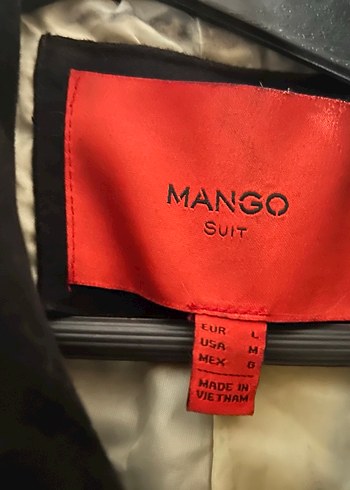 MANGO
SUIT
EUR L
USA M
MEX G
MADE IN
VIETNAM